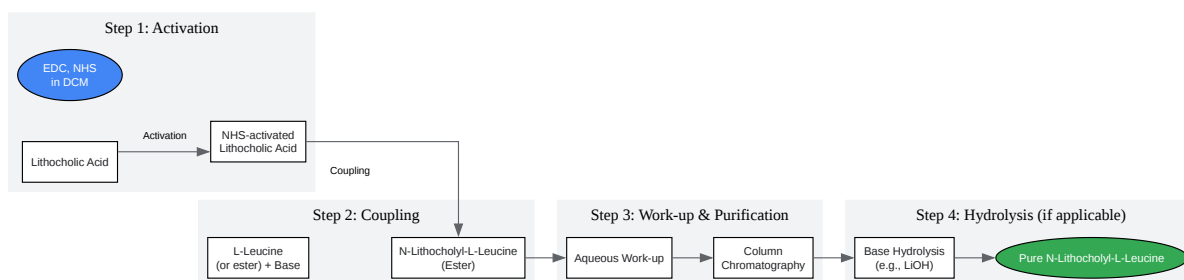 Step 1: Activation
EDC, NHS
in DCM
Activation
NHS-activated
Lithocholic Acid
Lithocholic Acid
Coupling
Step 2: Coupling
L-Leucine
(or ester) + Base
N-Lithocholyl-L-Leucine
(Ester)
Step 3: Work-up & Purification
Aqueous Work-up
Column
Chromatography
Step 4: Hydrolysis (if applicable)
Base Hydrolysis
(e.g., LiOH)
Pure N-Lithocholyl-L-Leucine